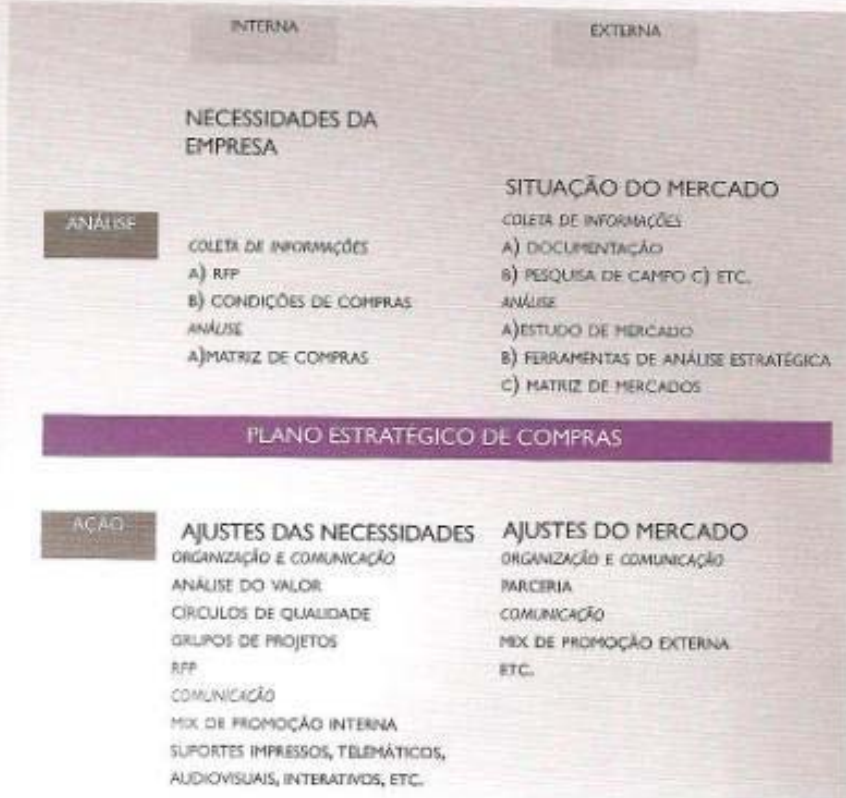 INTERNA
EXTERNA
NECESSIDADES DA
EMPRESA
SITUAÇÃO DO MERCADO
ANÁLISE
COLETA DE INFORMAÇÕES
A) RFP
B) CONDIÇÕES DE COMPRAS
ANÁLISE
A)MATRIZ DE COMPRAS
COLETA DE INFORMAÇÕES
A) DOCUMENTAÇÃO
B) PESQUISA DE CAMPO C) ETC.
ANÁLISE
A)ESTUDO DE MERCADO
B) FERRAMENTAS DE ANÁLISE ESTRATÉGICA
C) MATRIZ DE MERCADOS
PLANO ESTRATÉGICO DE COMPRAS
AÇÃO
AJUSTES DAS NECESSIDADES
ORGANIZAÇÃO E COMUNICAÇÃO
ANÁLISE DO VALOR
CÍRCULOS DE QUALIDADE
GRUPOS DE PROJETOS
RFP
COMUNICAÇÃO
MIX DE PROMOÇÃO INTERNA
SUPORTES IMPRESSOS, TELEMÁTICOS,
AUDIOVISUAIS, INTERATIVOS, ETC.
AJUSTES DO MERCADO
ORGANIZAÇÃO E COMUNICAÇÃO
PARCERIA
COMUNICAÇÃO
MIX DE PROMOÇÃO EXTERNA
ETC.